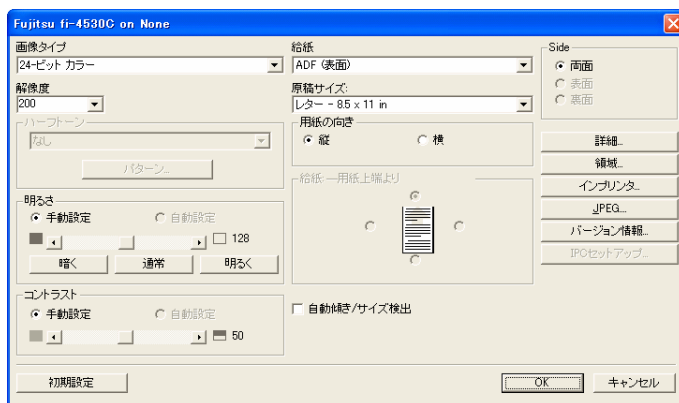 Fujitsu fi-4530C on None
画像タイプ
24-ビット カラー
解像度
200
ハーフトーン
なし
パターン...
明るさ
手動設定
自動設定
128
暗く
通常
明るく
コントラスト
手動設定
自動設定
50
初期設定
給紙
ADF (表面)
原稿サイズ:
レター - 8.5 x 11 in
用紙の向き
縦
横
給紙:―用紙上端より
自動傾き/サイズ検出
Side
両面
表面
裏面
詳細...
領域...
インプリンタ...
JPEG...
バージョン情報...
IPCセットアップ...
OK
キャンセル